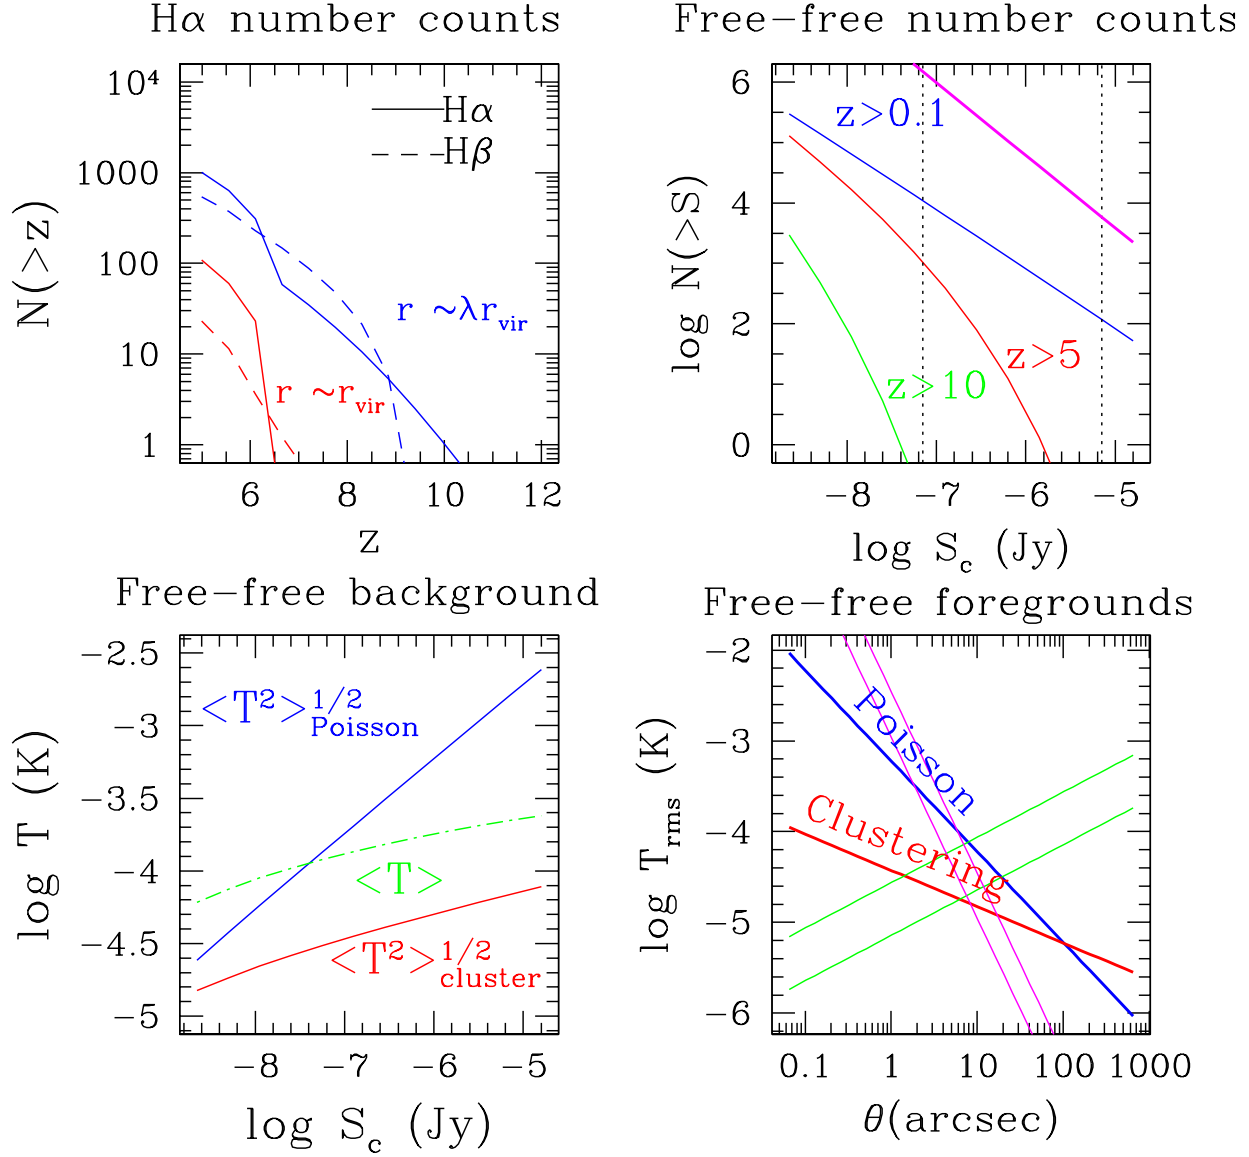 Hα number counts
10⁴
1000
100
10
1
N(>z)
Hα
Hβ
r ~λr_vir
r ~r_vir
6 8 10 12
z
Free−free number counts
6
4
2
0
log N(>S)
z>0.1
z>5
z>10
−8 −7 −6 −5
log S_c (Jy)
Free−free background
−2.5
−3
−3.5
−4
−4.5
−5
log T (K)
<T²>^1/2_Poisson
<T>
<T²>^1/2_cluster
−8 −7 −6 −5
log S_c (Jy)
Free−free foregrounds
−2
−3
−4
−5
−6
log T_rms (K)
Poisson
Clustering
0.1 1 10 100 1000
θ(arcsec)